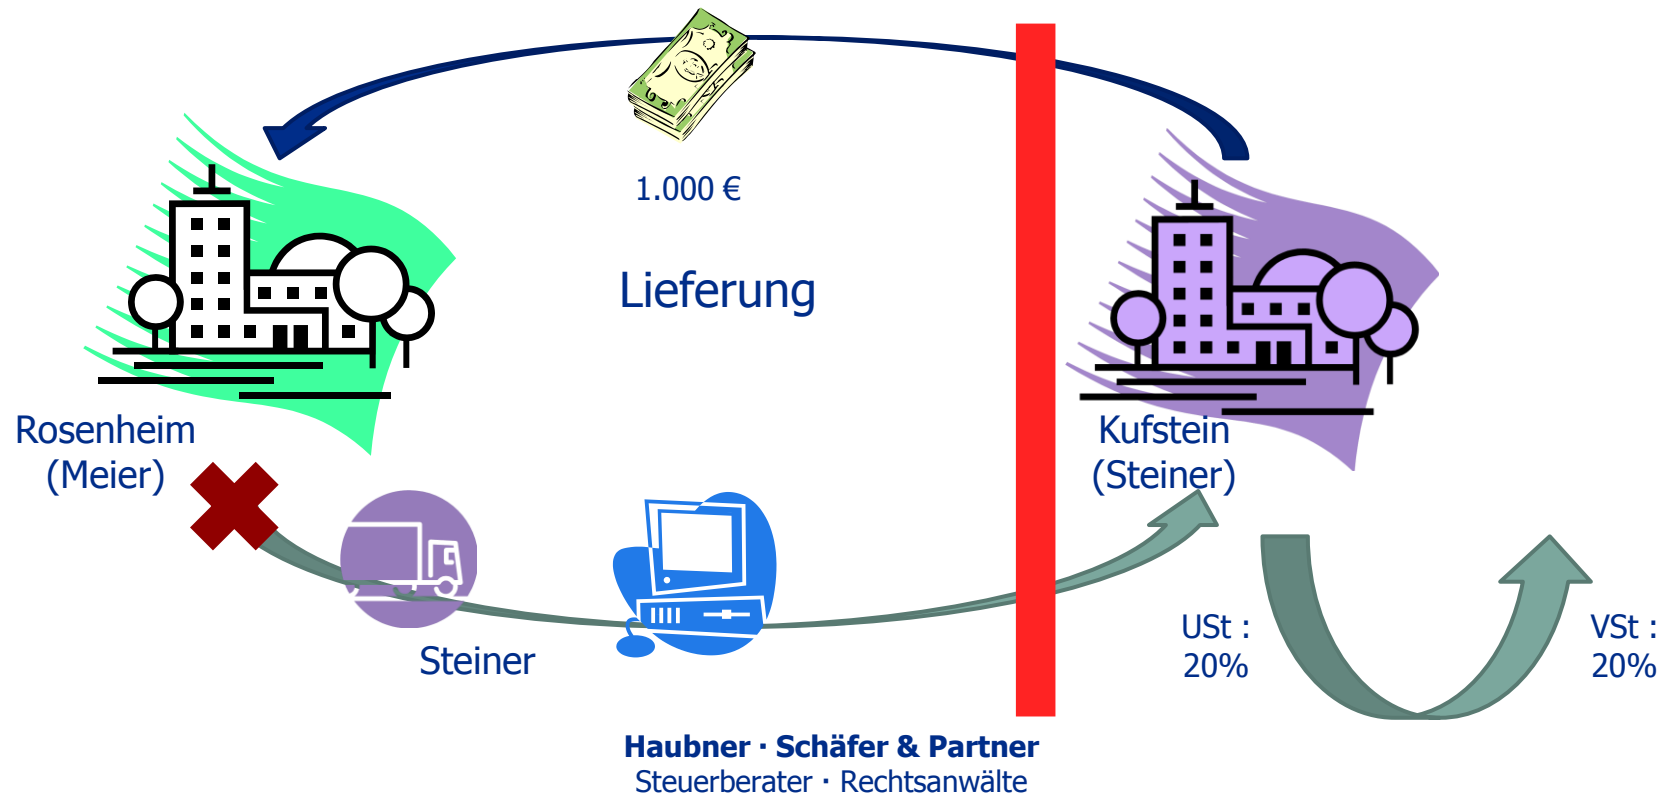 1.000 €
Lieferung
Rosenheim
(Meier)
Kufstein
(Steiner)
Steiner
USt :
20%
VSt :
20%
Haubner · Schäfer & Partner
Steuerberater · Rechtsanwälte